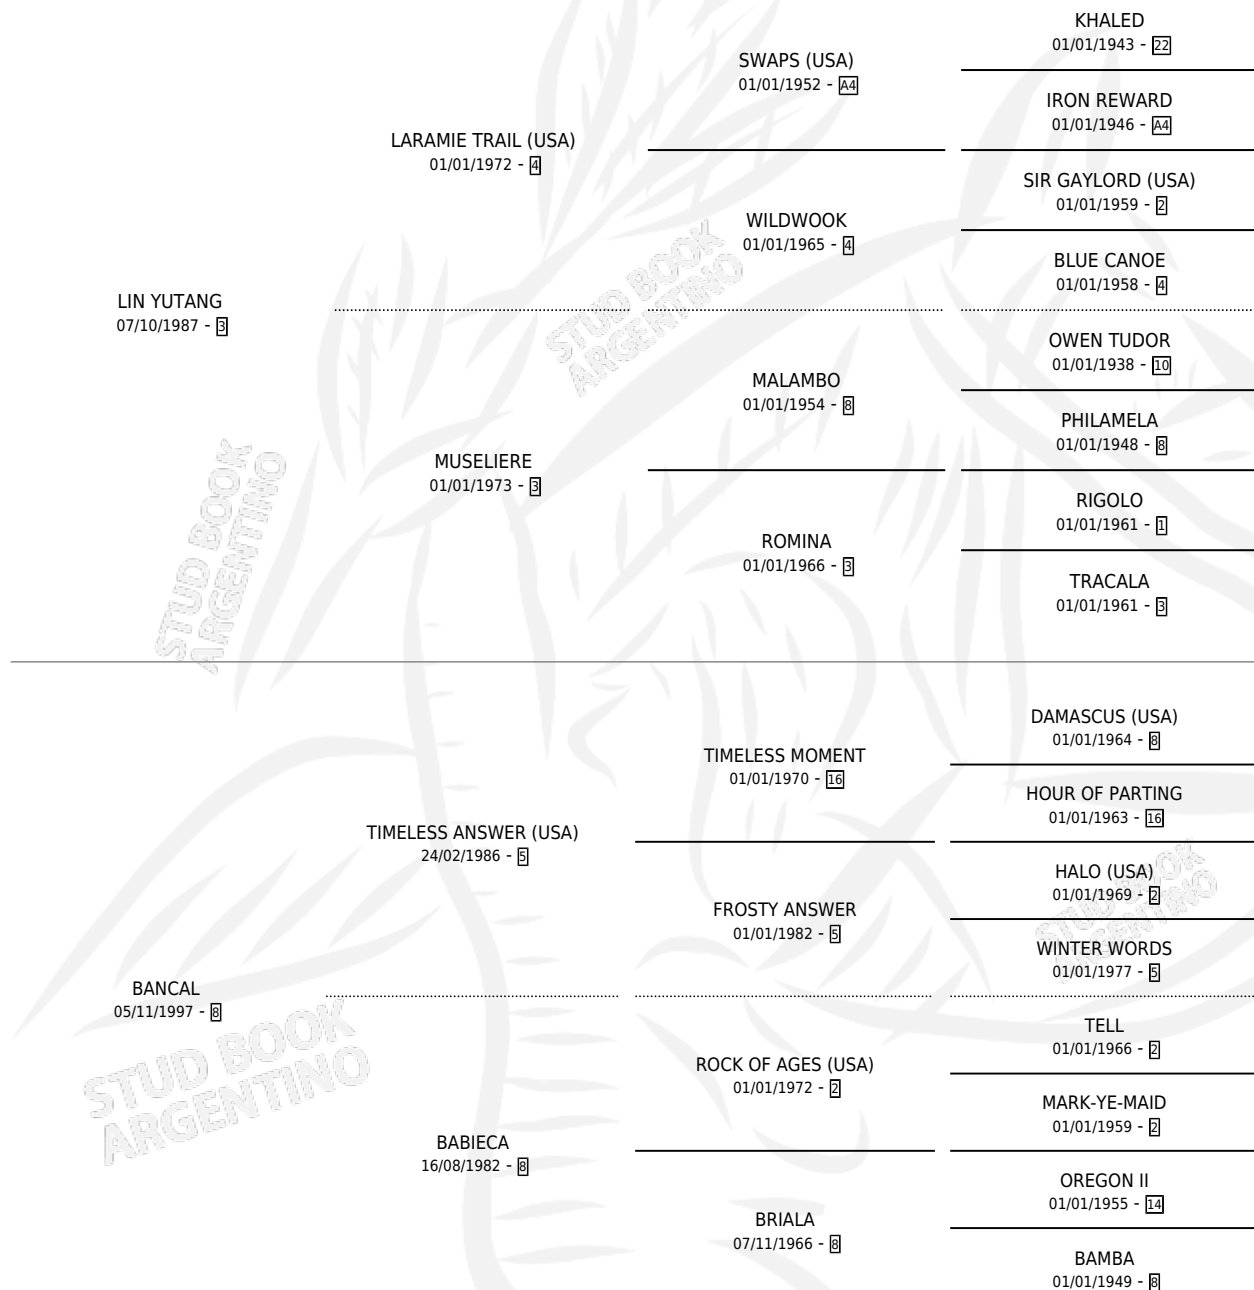 KHALED
01/01/1943 - 22
SWAPS (USA)
01/01/1952 - A4
IRON REWARD
01/01/1946 - A4
LARAMIE TRAIL (USA)
01/01/1972 - 4
SIR GAYLORD (USA)
01/01/1959 - 2
WILDWOOK
01/01/1965 - 4
BLUE CANOE
01/01/1958 - 4
LIN YUTANG
07/10/1987 - 3
OWEN TUDOR
01/01/1938 - 10
MALAMBO
01/01/1954 - 8
PHILAMELA
01/01/1948 - 8
MUSELIERE
01/01/1973 - 3
RIGOLO
01/01/1961 - 1
ROMINA
01/01/1966 - 3
TRACALA
01/01/1961 - 3
DAMASCUS (USA)
01/01/1964 - 8
TIMELESS MOMENT
01/01/1970 - 16
HOUR OF PARTING
01/01/1963 - 16
TIMELESS ANSWER (USA)
24/02/1986 - 5
HALO (USA)
01/01/1969 - 2
FROSTY ANSWER
01/01/1982 - 5
WINTER WORDS
01/01/1977 - 5
BANCAL
05/11/1997 - 8
TELL
01/01/1966 - 2
ROCK OF AGES (USA)
01/01/1972 - 2
MARK-YE-MAID
01/01/1959 - 2
BABIECA
16/08/1982 - 8
OREGON II
01/01/1955 - 14
BRIALA
07/11/1966 - 8
BAMBA
01/01/1949 - 8
STUD BOOK
ARGENTINO
STUD BOOK
ARGENTINO
STUD BOOK
ARGENTINO
STUD BOOK
ARGENTINO